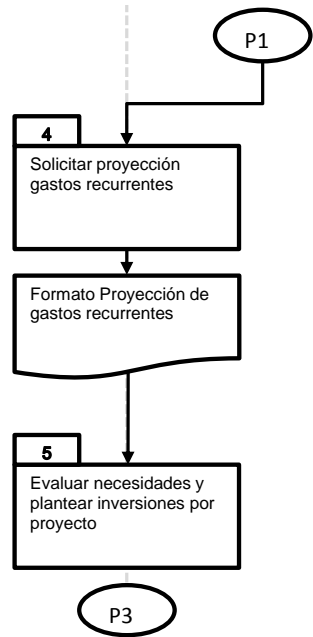 P1
4
Solicitar proyección
gastos recurrentes
Formato Proyección de
gastos recurrentes
5
Evaluar necesidades y
plantear inversiones por
proyecto
P3